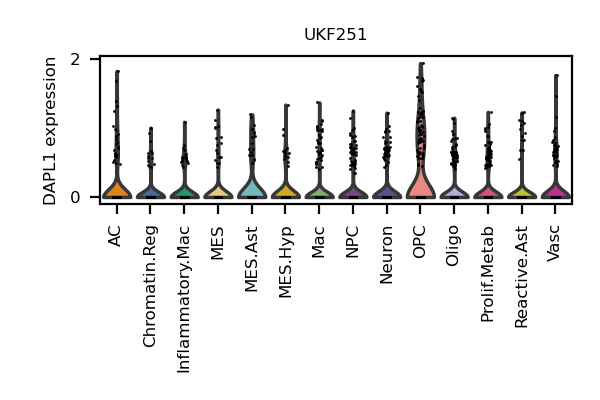 UKF251
DAPL1 expression
2
0
AC
Chromatin.Reg
Inflammatory.Mac
MES
MES.Ast
MES.Hyp
Mac
NPC
Neuron
OPC
Oligo
Prolif.Metab
Reactive.Ast
Vasc